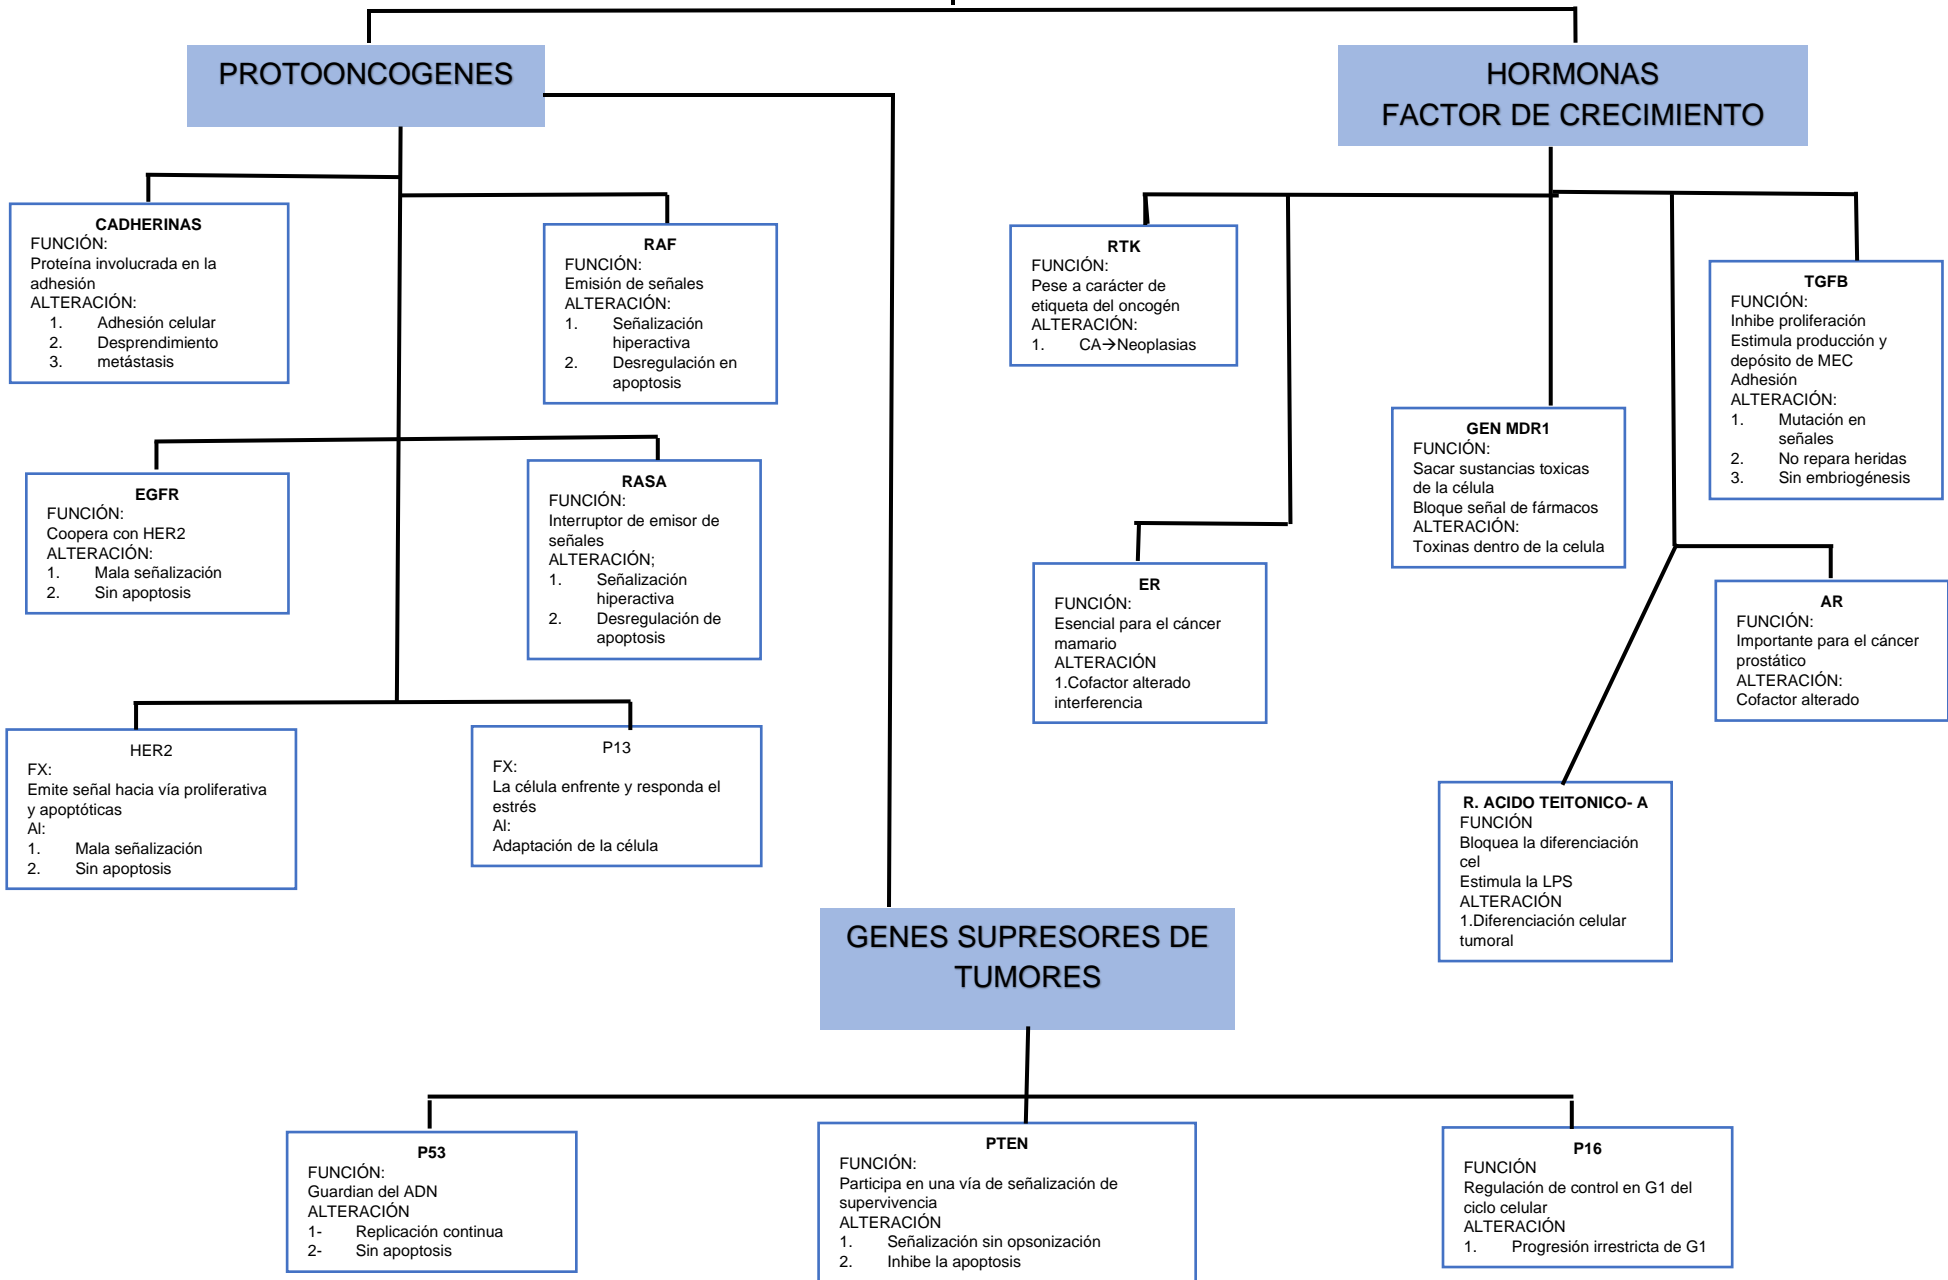 PROTOONCOGENES
HORMONAS
FACTOR DE CRECIMIENTO
CADHERINAS
FUNCIÓN:
Proteína involucrada en la
adhesión
ALTERACIÓN:
1. Adhesión celular
2. Desprendimiento
3. metástasis
RAF
FUNCIÓN:
Emisión de señales
ALTERACIÓN:
1. Señalización
hiperactiva
2. Desregulación en
apoptosis
RTK
FUNCIÓN:
Pese a carácter de
etiqueta del oncogén
ALTERACIÓN:
1. CA→Neoplasias
TGFB
FUNCIÓN:
Inhibe proliferación
Estimula producción y
depósito de MEC
Adhesión
ALTERACIÓN:
1. Mutación en
señales
2. No repara heridas
3. Sin embriogénesis
GEN MDR1
FUNCIÓN:
Sacar sustancias toxicas
de la célula
Bloque señal de fármacos
ALTERACIÓN:
Toxinas dentro de la celula
EGFR
FUNCIÓN:
Coopera con HER2
ALTERACIÓN:
1. Mala señalización
2. Sin apoptosis
RASA
FUNCIÓN:
Interruptor de emisor de
señales
ALTERACIÓN;
1. Señalización
hiperactiva
2. Desregulación de
apoptosis
ER
FUNCIÓN:
Esencial para el cáncer
mamario
ALTERACIÓN
1.Cofactor alterado
interferencia
AR
FUNCIÓN:
Importante para el cáncer
prostático
ALTERACIÓN:
Cofactor alterado
HER2
FX:
Emite señal hacia vía proliferativa
y apoptóticas
Al:
1. Mala señalización
2. Sin apoptosis
P13
FX:
La célula enfrente y responda el
estrés
Al:
Adaptación de la célula
R. ACIDO TEITONICO- A
FUNCIÓN
Bloquea la diferenciación
cel
Estimula la LPS
ALTERACIÓN
1.Diferenciación celular
tumoral
GENES SUPRESORES DE
TUMORES
P53
FUNCIÓN:
Guardian del ADN
ALTERACIÓN
1- Replicación continua
2- Sin apoptosis
PTEN
FUNCIÓN:
Participa en una vía de señalización de
supervivencia
ALTERACIÓN
1. Señalización sin opsonización
2. Inhibe la apoptosis
P16
FUNCIÓN
Regulación de control en G1 del
ciclo celular
ALTERACIÓN
1. Progresión irrestricta de G1